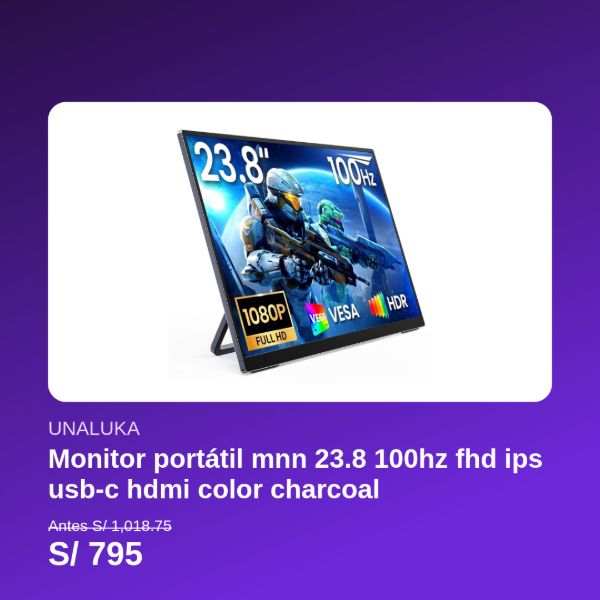 23.8"
100Hz
1080P
FULL HD
VESA
VESA
HDR
UNALUKA
Monitor portátil mnn 23.8 100hz fhd ips
usb-c hdmi color charcoal
Antes S/ 1,018.75
S/ 795